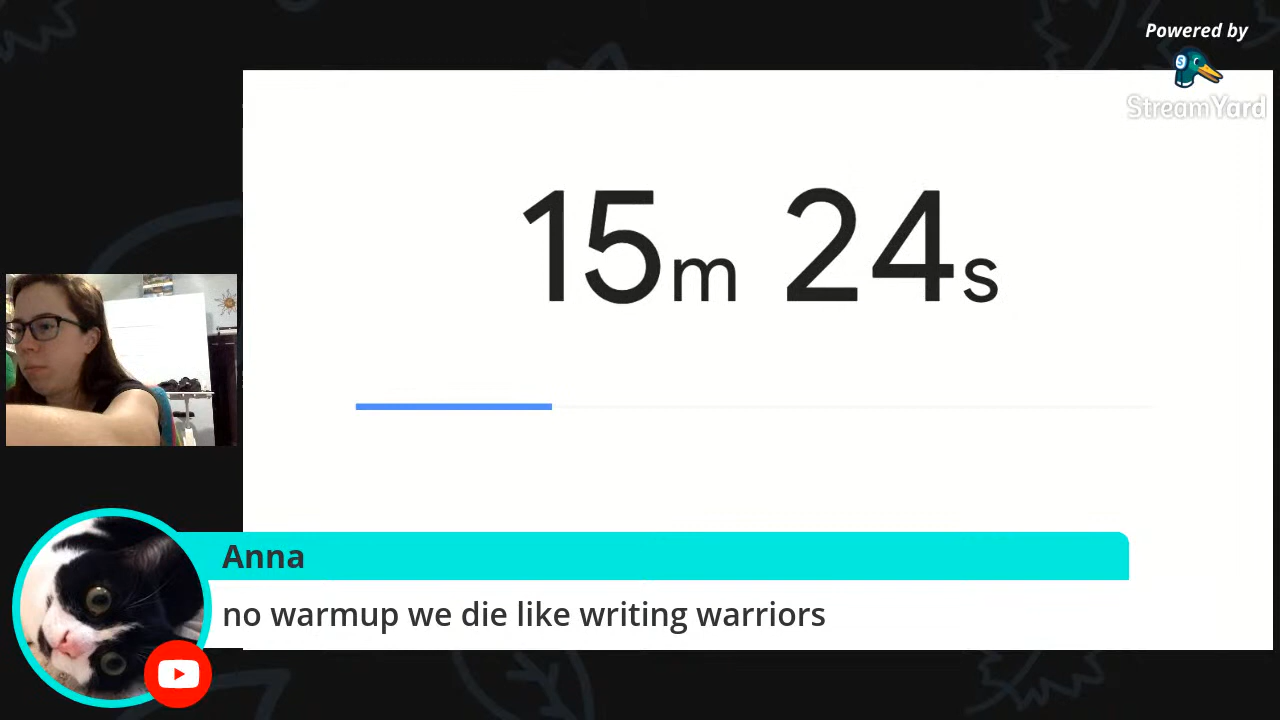 Powered by
StreamYard
15m 24s
Anna
no warmup we die like writing warriors